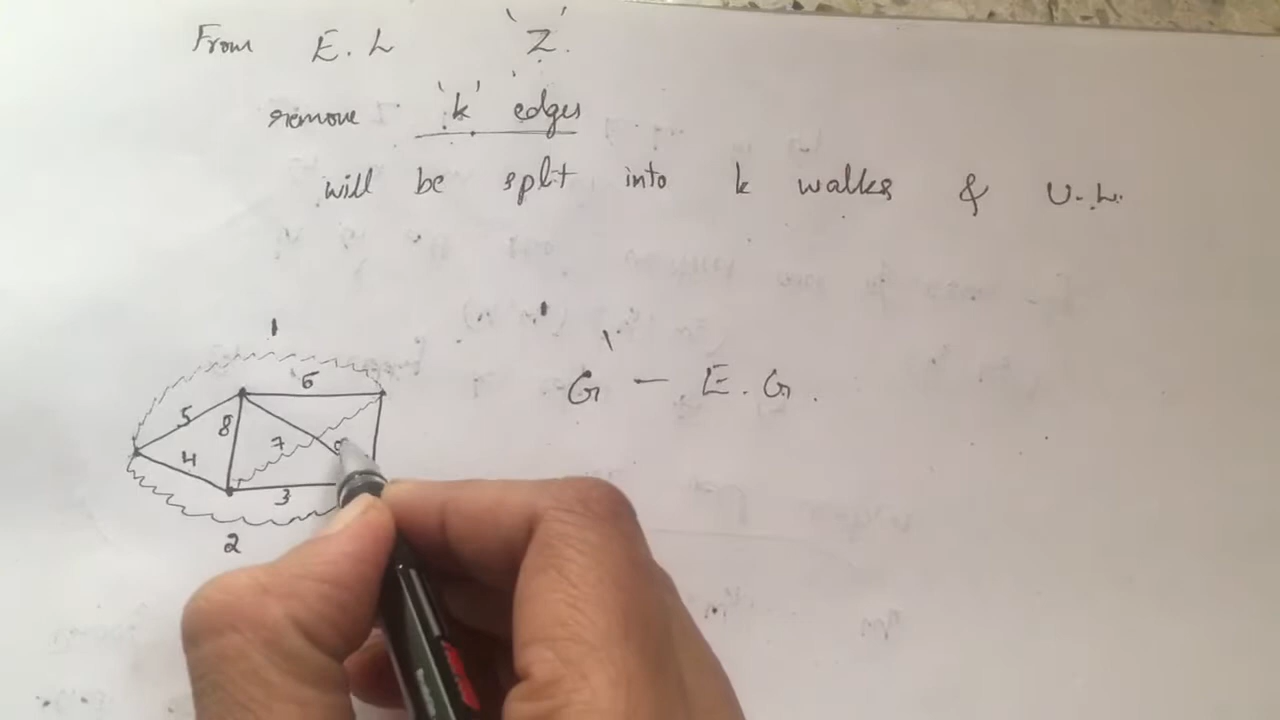 From E.L 'Z'.
remove 'k' edges
will be split into k walks & U.L.
1
G' - E.G.
6
5
8
7
4
3
2